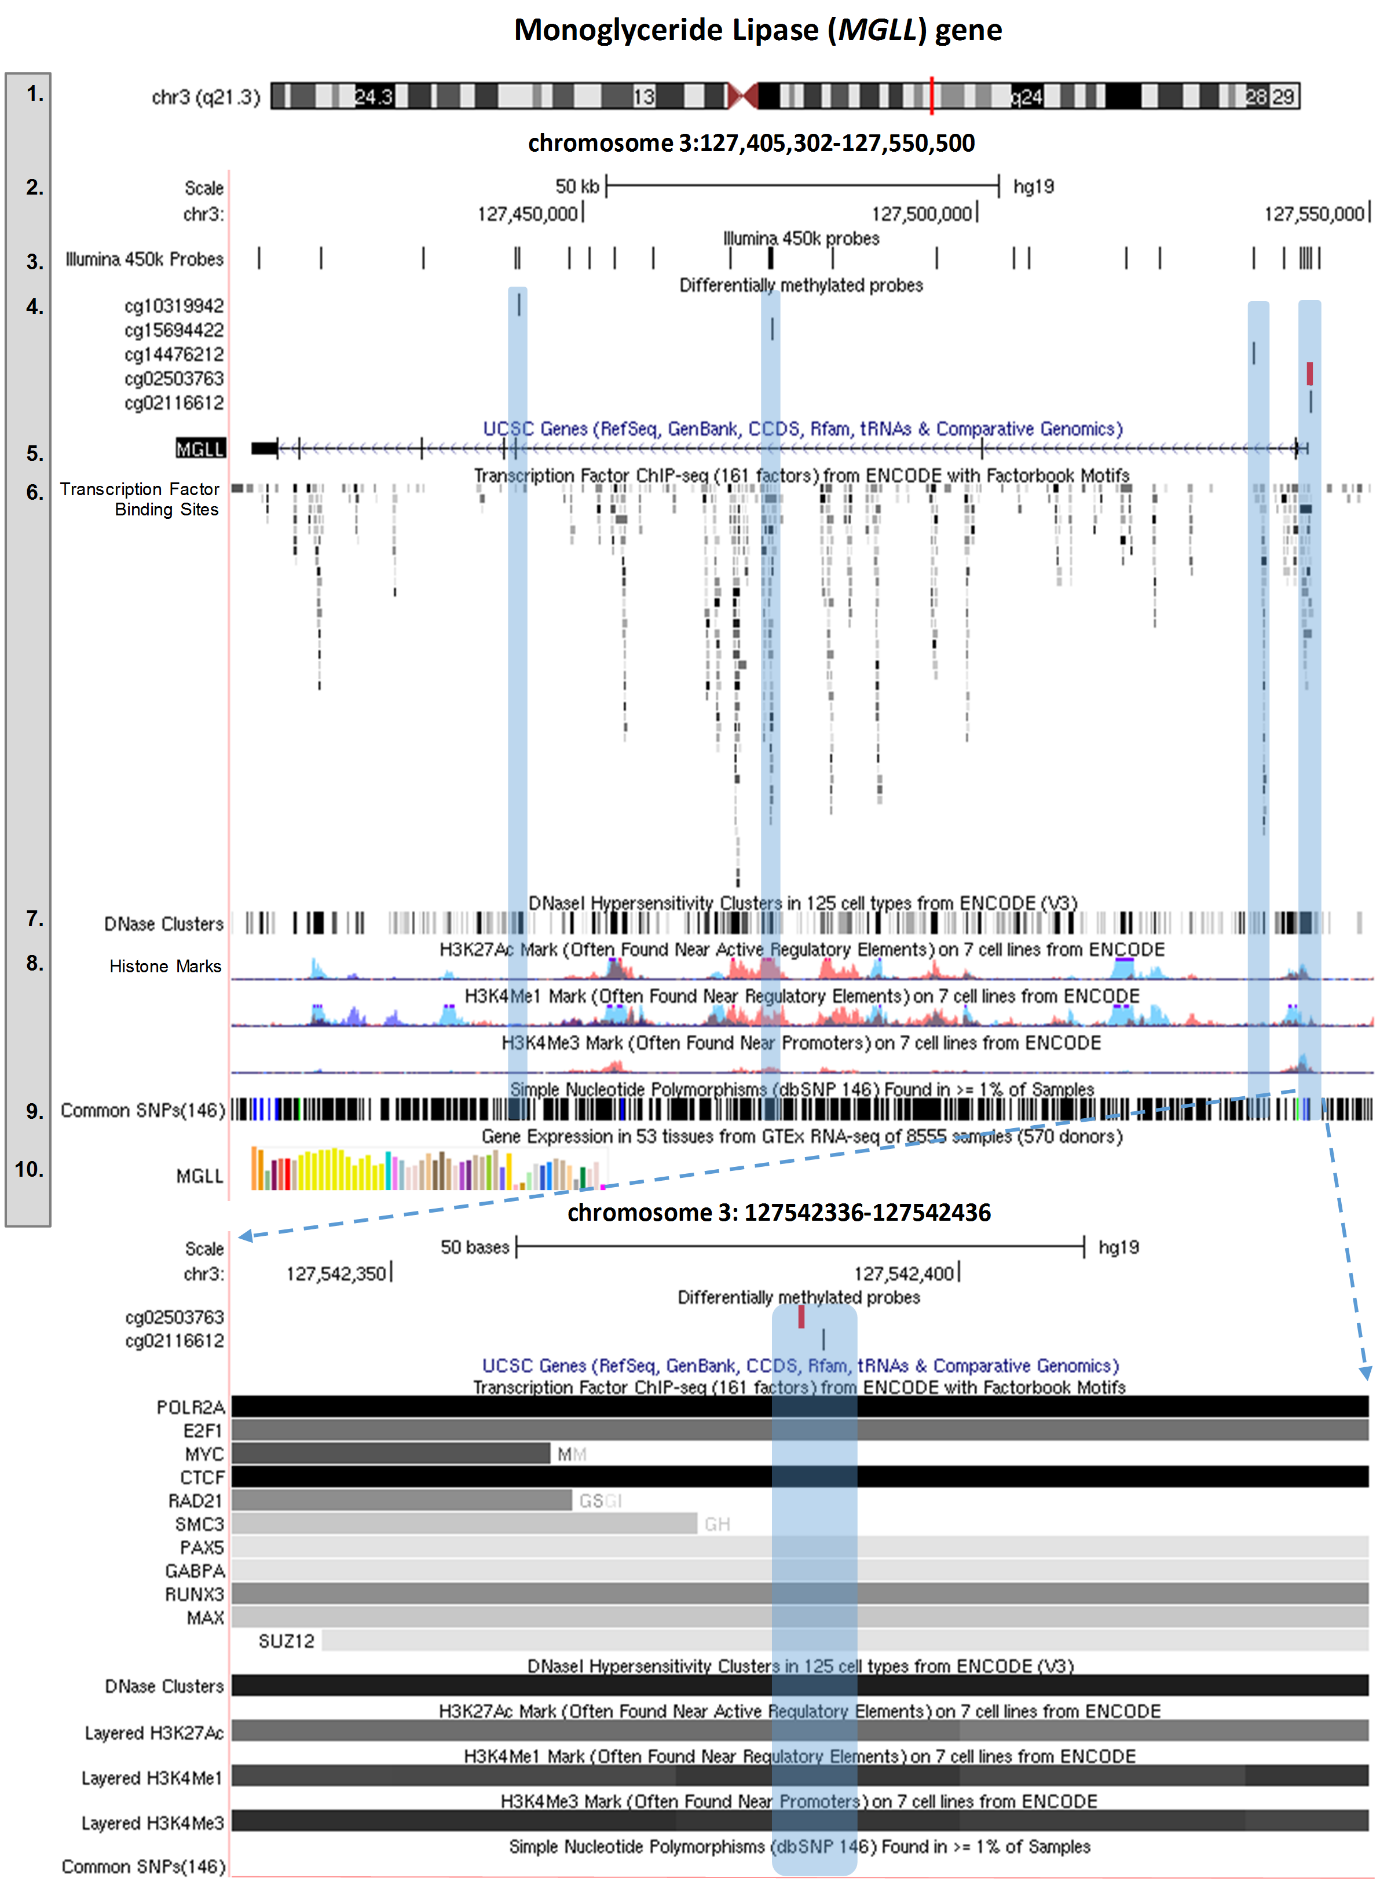 Monoglyceride Lipase (MGLL) gene
1.
chr3 (q21.3)
24.3
13
q24
28
29
chromosome 3:127,405,302-127,550,500
2.
Scale
50 kb
hg19
chr3:
127,450,000
127,500,000
127,550,000
Illumina 450k probes
3.
Illumina 450k Probes
Differentially methylated probes
4.
cg10319942
cg15694422
cg14476212
cg02503763
cg02116612
UCSC Genes (RefSeq, GenBank, CCDS, Rfam, tRNAs & Comparative Genomics)
5.
MGLL
Transcription Factor ChIP-seq (161 factors) from ENCODE with Factorbook Motifs
6.
Transcription Factor
Binding Sites
DNaseI Hypersensitivity Clusters in 125 cell types from ENCODE (V3)
7.
DNase Clusters
H3K27Ac Mark (Often Found Near Active Regulatory Elements) on 7 cell lines from ENCODE
8.
Histone Marks
H3K4Me1 Mark (Often Found Near Regulatory Elements) on 7 cell lines from ENCODE
H3K4Me3 Mark (Often Found Near Promoters) on 7 cell lines from ENCODE
Simple Nucleotide Polymorphisms (dbSNP 146) Found in >= 1% of Samples
9.
Common SNPs(146)
Gene Expression in 53 tissues from GTEx RNA-seq of 8555 samples (570 donors)
10.
MGLL
chromosome 3: 127542336-127542436
Scale
50 bases
hg19
chr3:
127,542,350
127,542,400
Differentially methylated probes
cg02503763
cg02116612
UCSC Genes (RefSeq, GenBank, CCDS, Rfam, tRNAs & Comparative Genomics)
Transcription Factor ChIP-seq (161 factors) from ENCODE with Factorbook Motifs
POLR2A
E2F1
MYC
MM
CTCF
RAD21
GSGI
SMC3
GH
PAX5
GABPA
RUNX3
MAX
SUZ12
DNaseI Hypersensitivity Clusters in 125 cell types from ENCODE (V3)
DNase Clusters
H3K27Ac Mark (Often Found Near Active Regulatory Elements) on 7 cell lines from ENCODE
Layered H3K27Ac
H3K4Me1 Mark (Often Found Near Regulatory Elements) on 7 cell lines from ENCODE
Layered H3K4Me1
H3K4Me3 Mark (Often Found Near Promoters) on 7 cell lines from ENCODE
Layered H3K4Me3
Simple Nucleotide Polymorphisms (dbSNP 146) Found in >= 1% of Samples
Common SNPs(146)